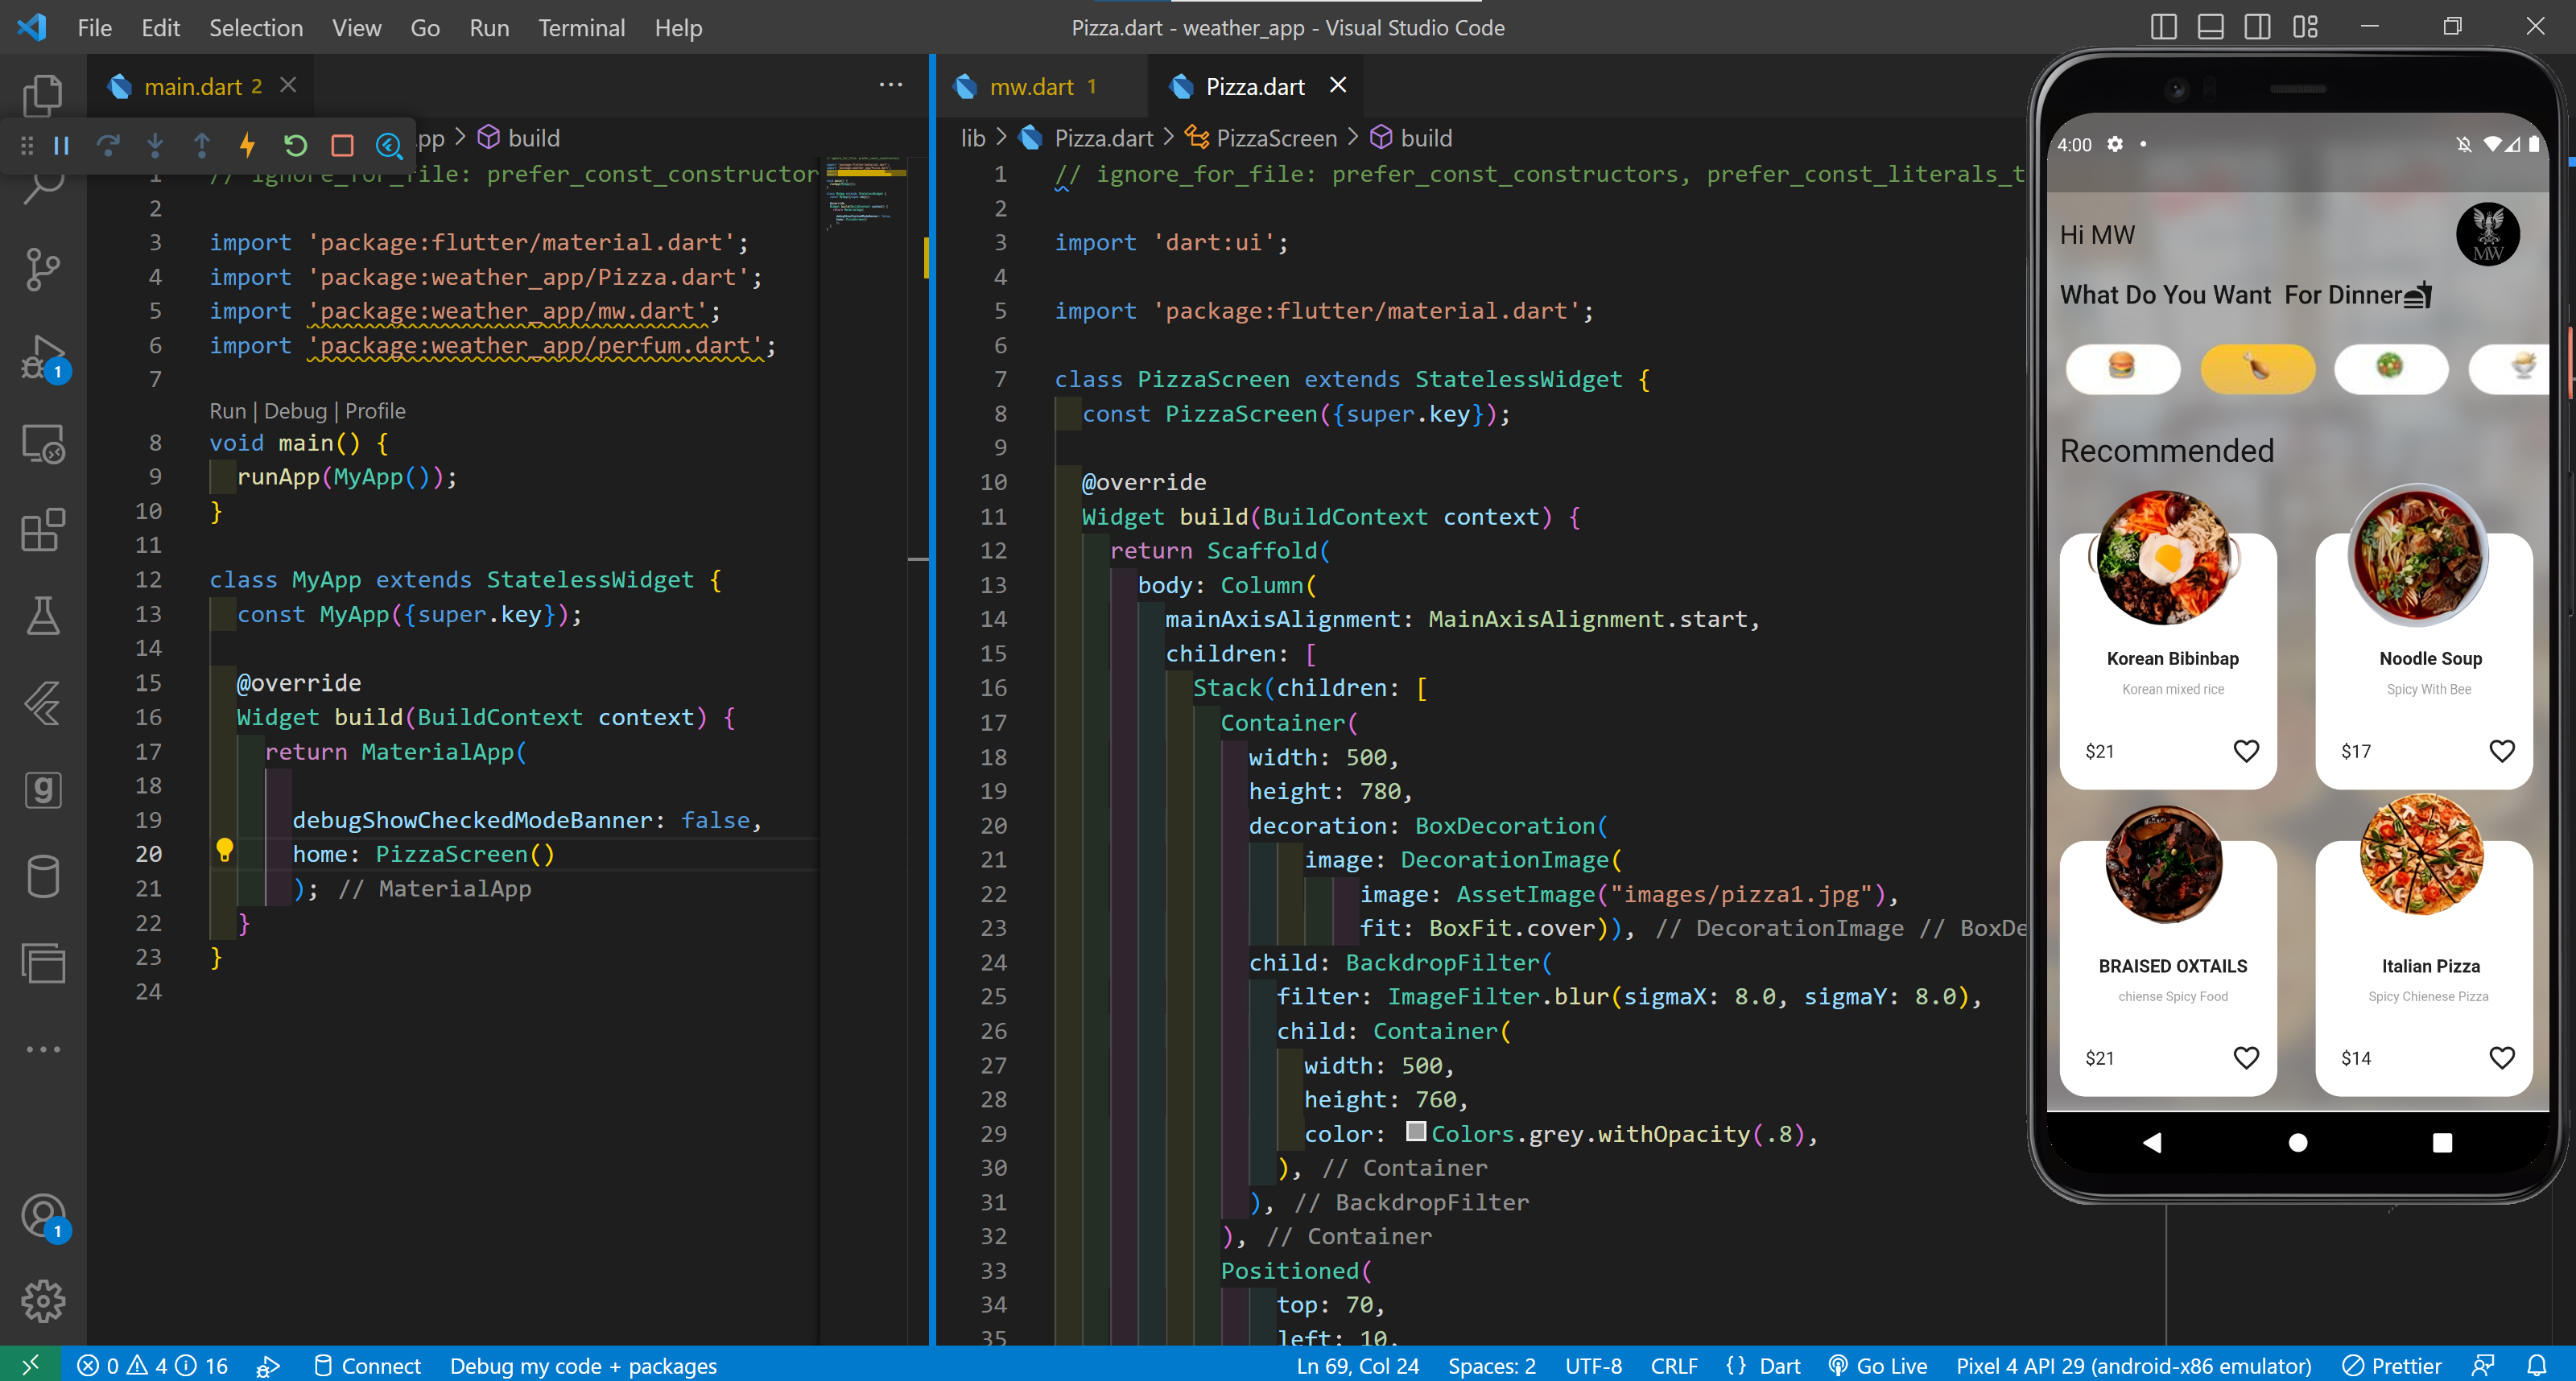 File Edit Selection View Go Run Terminal Help
Pizza.dart - weather_app - Visual Studio Code
main.dart 2
pp > build
1 // ignore_for_file: prefer_const_constructor
2
3 import 'package:flutter/material.dart';
4 import 'package:weather_app/Pizza.dart';
5 import 'package:weather_app/mw.dart';
6 import 'package:weather_app/perfum.dart';
7
Run | Debug | Profile
8 void main() {
9 runApp(MyApp());
10 }
11
12 class MyApp extends StatelessWidget {
13 const MyApp({super.key});
14
15 @override
16 Widget build(BuildContext context) {
17 return MaterialApp(
18
19 debugShowCheckedModeBanner: false,
20 home: PizzaScreen()
21 ); // MaterialApp
22 }
23 }
24
mw.dart 1
Pizza.dart
lib > Pizza.dart > PizzaScreen > build
1 // ignore_for_file: prefer_const_constructors, prefer_const_literals_t
2
3 import 'dart:ui';
4
5 import 'package:flutter/material.dart';
6
7 class PizzaScreen extends StatelessWidget {
8 const PizzaScreen({super.key});
9
10 @override
11 Widget build(BuildContext context) {
12 return Scaffold(
13 body: Column(
14 mainAxisAlignment: MainAxisAlignment.start,
15 children: [
16 Stack(children: [
17 Container(
18 width: 500,
19 height: 780,
20 decoration: BoxDecoration(
21 image: DecorationImage(
22 image: AssetImage("images/pizza1.jpg"),
23 fit: BoxFit.cover)), // DecorationImage // BoxDe
24 child: BackdropFilter(
25 filter: ImageFilter.blur(sigmaX: 8.0, sigmaY: 8.0),
26 child: Container(
27 width: 500,
28 height: 760,
29 color: Colors.grey.withOpacity(.8),
30 ), // Container
31 ), // BackdropFilter
32 ), // Container
33 Positioned(
34 top: 70,
35 left: 10,
4:00
Hi MW
MW
What Do You Want For Dinner
Recommended
Korean Bibinbap
Korean mixed rice
$21
Noodle Soup
Spicy With Bee
$17
BRAISED OXTAILS
chiense Spicy Food
$21
Italian Pizza
Spicy Chienese Pizza
$14
g
1
1
0 4 16 Connect Debug my code + packages
Ln 69, Col 24 Spaces: 2 UTF-8 CRLF {} Dart Go Live Pixel 4 API 29 (android-x86 emulator) Prettier